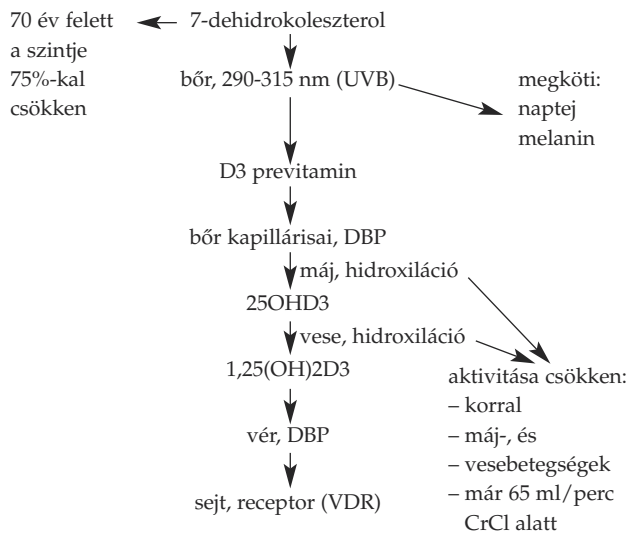 70 év felett
a szintje
75%-kal
csökken
7-dehidrokoleszterol
bőr, 290-315 nm (UVB)
megköti:
naptej
melanin
D3 previtamin
bőr kapillárisai, DBP
máj, hidroxiláció
25OHD3
vese, hidroxiláció
1,25(OH)2D3
vér, DBP
sejt, receptor (VDR)
aktivitása csökken:
– korral
– máj-, és
– vesebetegségek
– már 65 ml/perc
CrCl alatt